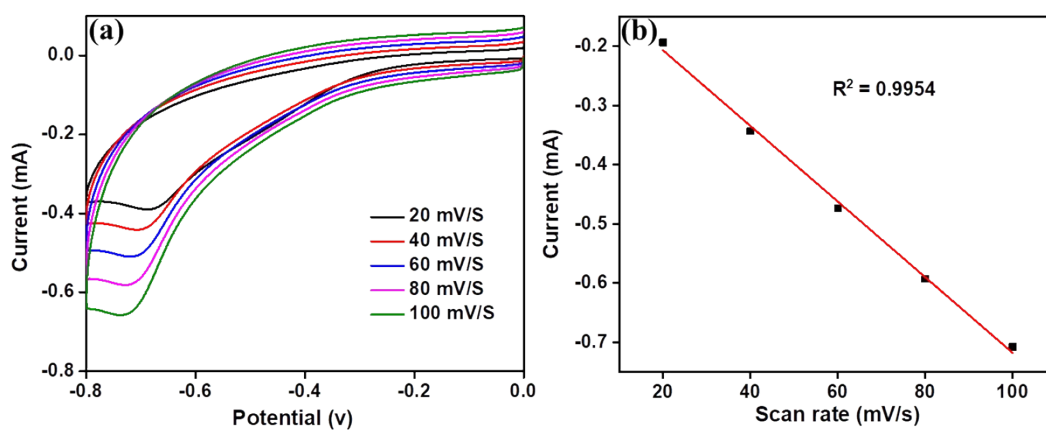 (a)
0.0
-0.2
-0.4
-0.6
-0.8
Current (mA)
20 mV/S
40 mV/S
60 mV/S
80 mV/S
100 mV/S
-0.8
-0.6
-0.4
-0.2
0.0
Potential (v)
(b)
R² = 0.9954
-0.2
-0.3
-0.4
-0.5
-0.6
-0.7
Current (mA)
20
40
60
80
100
Scan rate (mV/s)